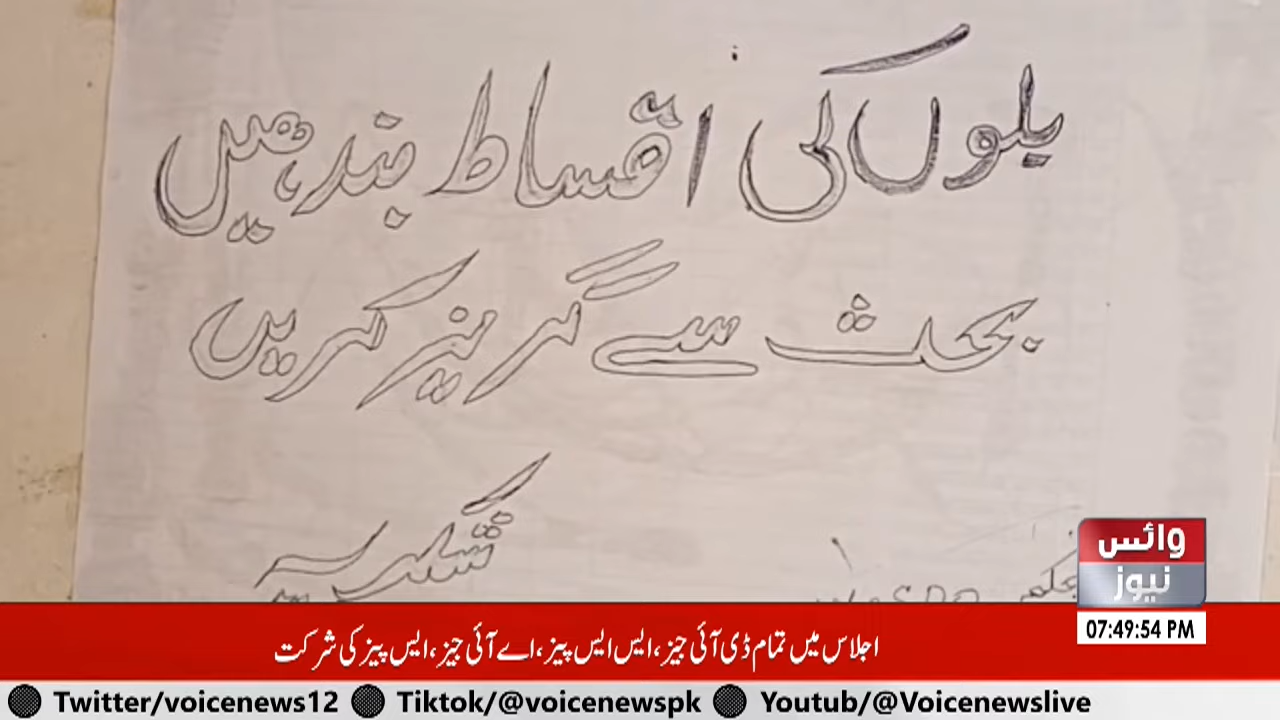 بلوں کی اقساط بند ہیں
بحث سے گریز کریں
شکریہ
بحکم SDO
وائس
نیوز
07:49:54 PM
اجلاس میں تمام ڈی آئی جیز ،ایس ایس پیز ،اے آئی جیز ،ایس پیز کی شرکت
Twitter/voicenews12 Tiktok/@voicenewspk Youtub/@Voicenewslive